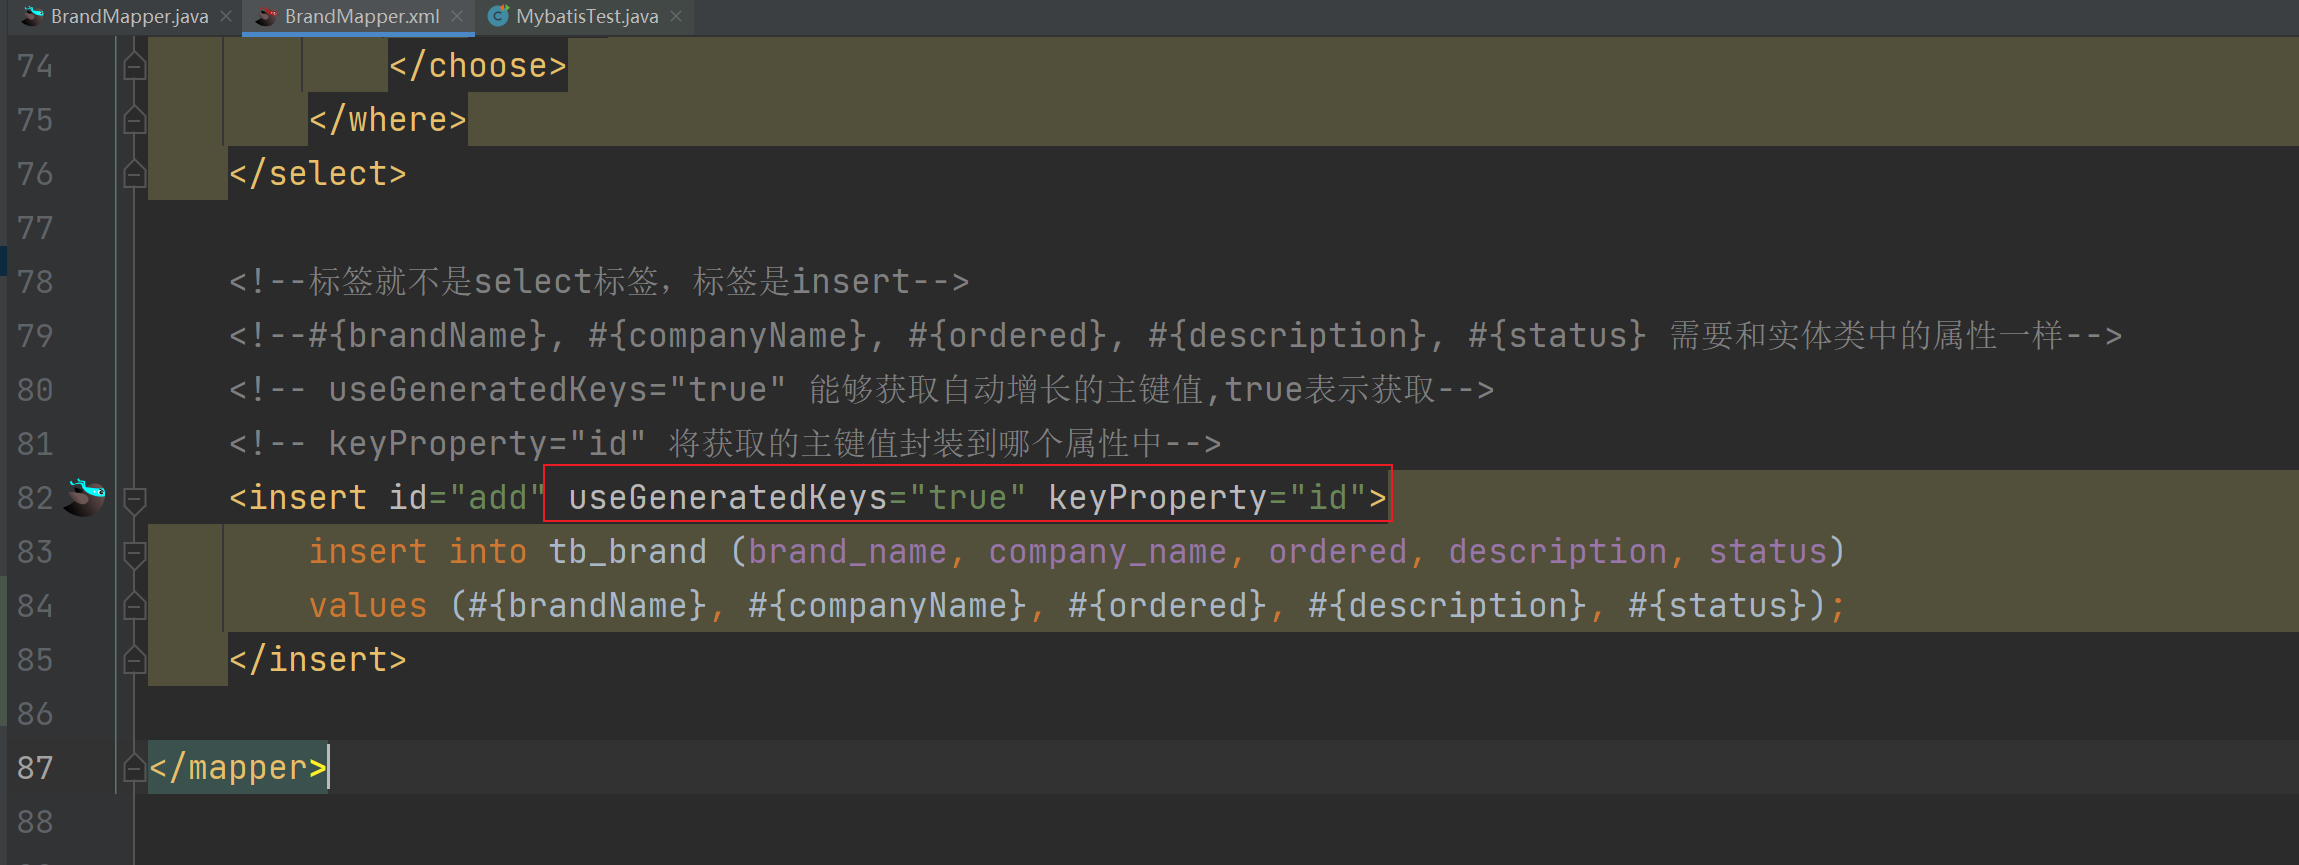 BrandMapper.java BrandMapper.xml MybatisTest.java
74 </choose>
75 </where>
76 </select>
77
78 <!--标签就不是select标签，标签是insert-->
79 <!--#{brandName}, #{companyName}, #{ordered}, #{description}, #{status} 需要和实体类中的属性一样-->
80 <!-- useGeneratedKeys="true" 能够获取自动增长的主键值,true表示获取-->
81 <!-- keyProperty="id" 将获取的主键值封装到哪个属性中-->
82 <insert id="add" useGeneratedKeys="true" keyProperty="id">
83 insert into tb_brand (brand_name, company_name, ordered, description, status)
84 values (#{brandName}, #{companyName}, #{ordered}, #{description}, #{status});
85 </insert>
86
87 </mapper>
88